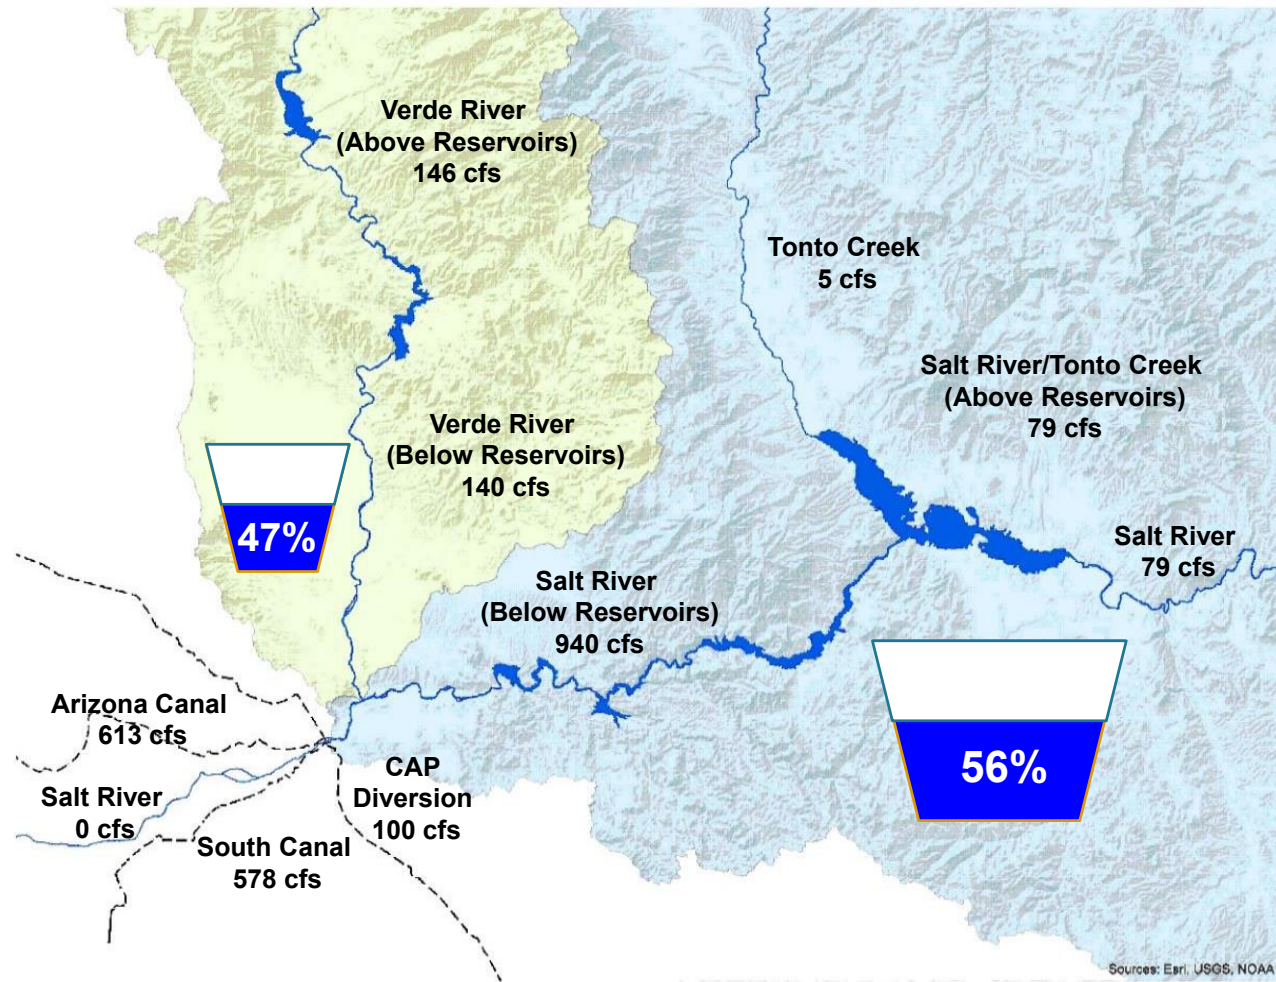 Verde River
(Above Reservoirs)
146 cfs
Tonto Creek
5 cfs
Salt River/Tonto Creek
(Above Reservoirs)
79 cfs
Verde River
(Below Reservoirs)
140 cfs
47%
Salt River
79 cfs
Salt River
(Below Reservoirs)
940 cfs
Arizona Canal
613 cfs
56%
CAP
Diversion
100 cfs
Salt River
0 cfs
South Canal
578 cfs
Sources: Esri, USGS, NOAA